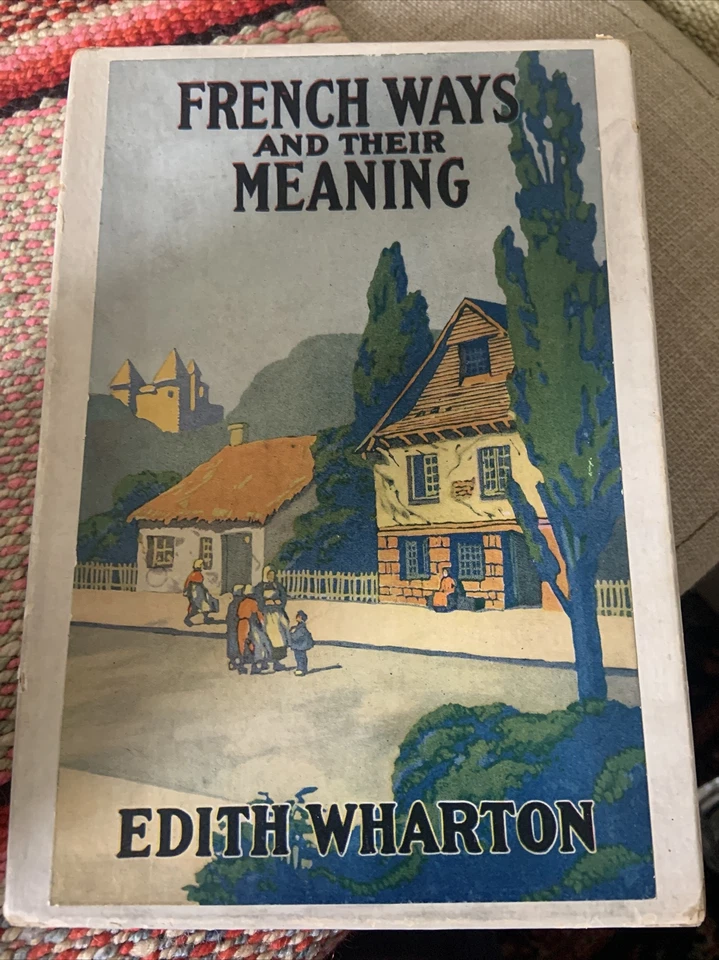 FRENCH WAYS
AND THEIR
MEANING
EDITH WHARTON